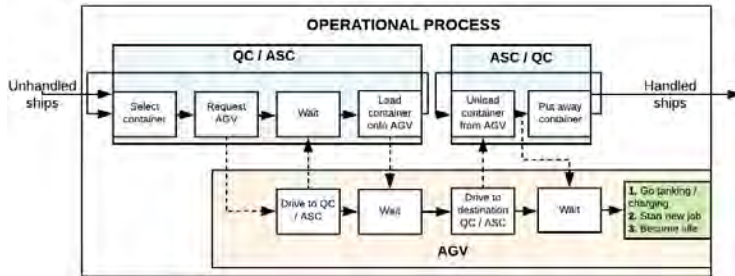 OPERATIONAL PROCESS
QC / ASC
ASC / QC
Unhandled
ships
Select
container
Request
AGV
Wait
Load
container
onto AGV
Unload
container
from AGV
Put away
container
Handled
ships
Drive to QC
/ ASC
Wait
Drive to
destination
QC / ASC
Wait
1. Go tanking /
charging
2. Start new job
3. Become idle
AGV